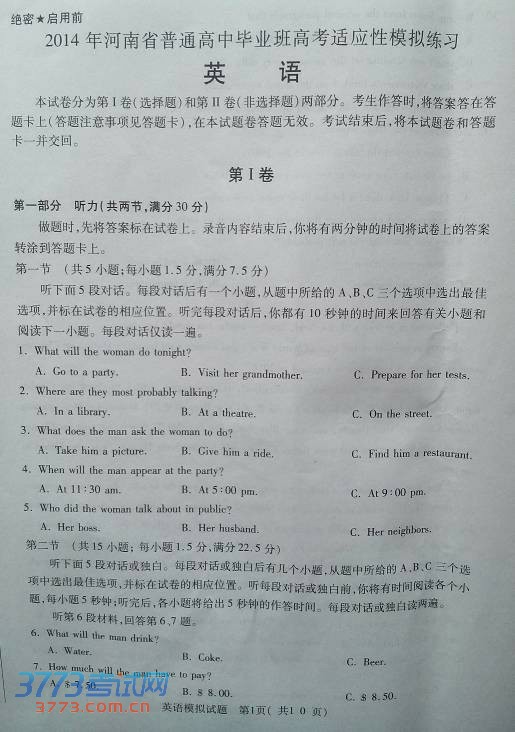 绝密★启用前
2014年河南省普通高中毕业班高考适应性模拟练习
英 语
本试卷分为第I卷(选择题)和第II卷(非选择题)两部分。考生作答时,将答案答在答
题卡上(答题注意事项见答题卡),在本试题卷答题无效。考试结束后,将本试题卷和答题
卡一并交回。
第I卷
第一部分 听力(共两节,满分30分)
做题时,先将答案标在试卷上。录音内容结束后,你将有两分钟的时间将试卷上的答案
转涂到答题卡上。
第一节 (共5小题;每小题1.5分,满分7.5分)
听下面5段对话。每段对话后有一个小题,从题中所给的A、B、C三个选项中选出最佳
选项,并标在试卷的相应位置。听完每段对话后,你都有10秒钟的时间来回答有关小题和
阅读下一小题。每段对话仅读一遍。
1. What will the woman do tonight?
A. Go to a party. B. Visit her grandmother. C. Prepare for her tests.
2. Where are they most probably talking?
A. In a library. B. At a theatre. C. On the street.
3. What does the man ask the woman to do?
A. Take him a picture. B. Give him a ride. C. Find him a restaurant.
4. When will the man appear at the party?
A. At 11:30 am. B. At 5:00 pm. C. At 9:00 pm.
5. Who did the woman talk about in public?
A. Her boss. B. Her husband. C. Her neighbors.
第二节 (共15小题;每小题1.5分,满分22.5分)
听下面5段对话或独白。每段对话或独白后有几个小题,从题中所给的A、B、C三个选
项中选出最佳选项,并标在试卷的相应位置。听每段对话或独白前,你将有时间阅读各个小
题,每小题5秒钟;听完后,各小题将给出5秒钟的作答时间。每段对话或独白读两遍。
听第6段材料,回答第6、7题。
6. What will the man drink?
A. Water. B. Coke. C. Beer.
7. How much will the man have to pay?
A. $ 7.50. B. $ 8.00. C. $ 8.50.
3773考试网
3773.com.cn
英语模拟试题 第1页(共10页)